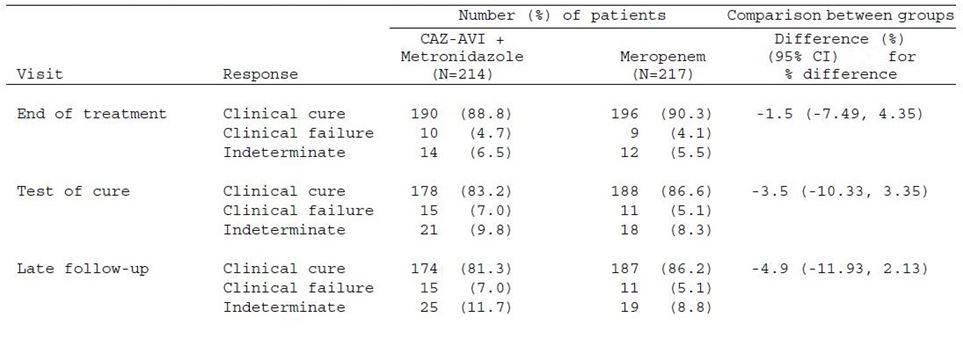 Number (%) of patients Comparison between groups
CAZ-AVI + Difference (%)
Metronidazole Meropenem (95% CI) for
Visit Response (N=214) (N=217) % difference
End of treatment Clinical cure 190 (88.8) 196 (90.3) -1.5 (-7.49, 4.35)
Clinical failure 10 (4.7) 9 (4.1)
Indeterminate 14 (6.5) 12 (5.5)
Test of cure Clinical cure 178 (83.2) 188 (86.6) -3.5 (-10.33, 3.35)
Clinical failure 15 (7.0) 11 (5.1)
Indeterminate 21 (9.8) 18 (8.3)
Late follow-up Clinical cure 174 (81.3) 187 (86.2) -4.9 (-11.93, 2.13)
Clinical failure 15 (7.0) 11 (5.1)
Indeterminate 25 (11.7) 19 (8.8)